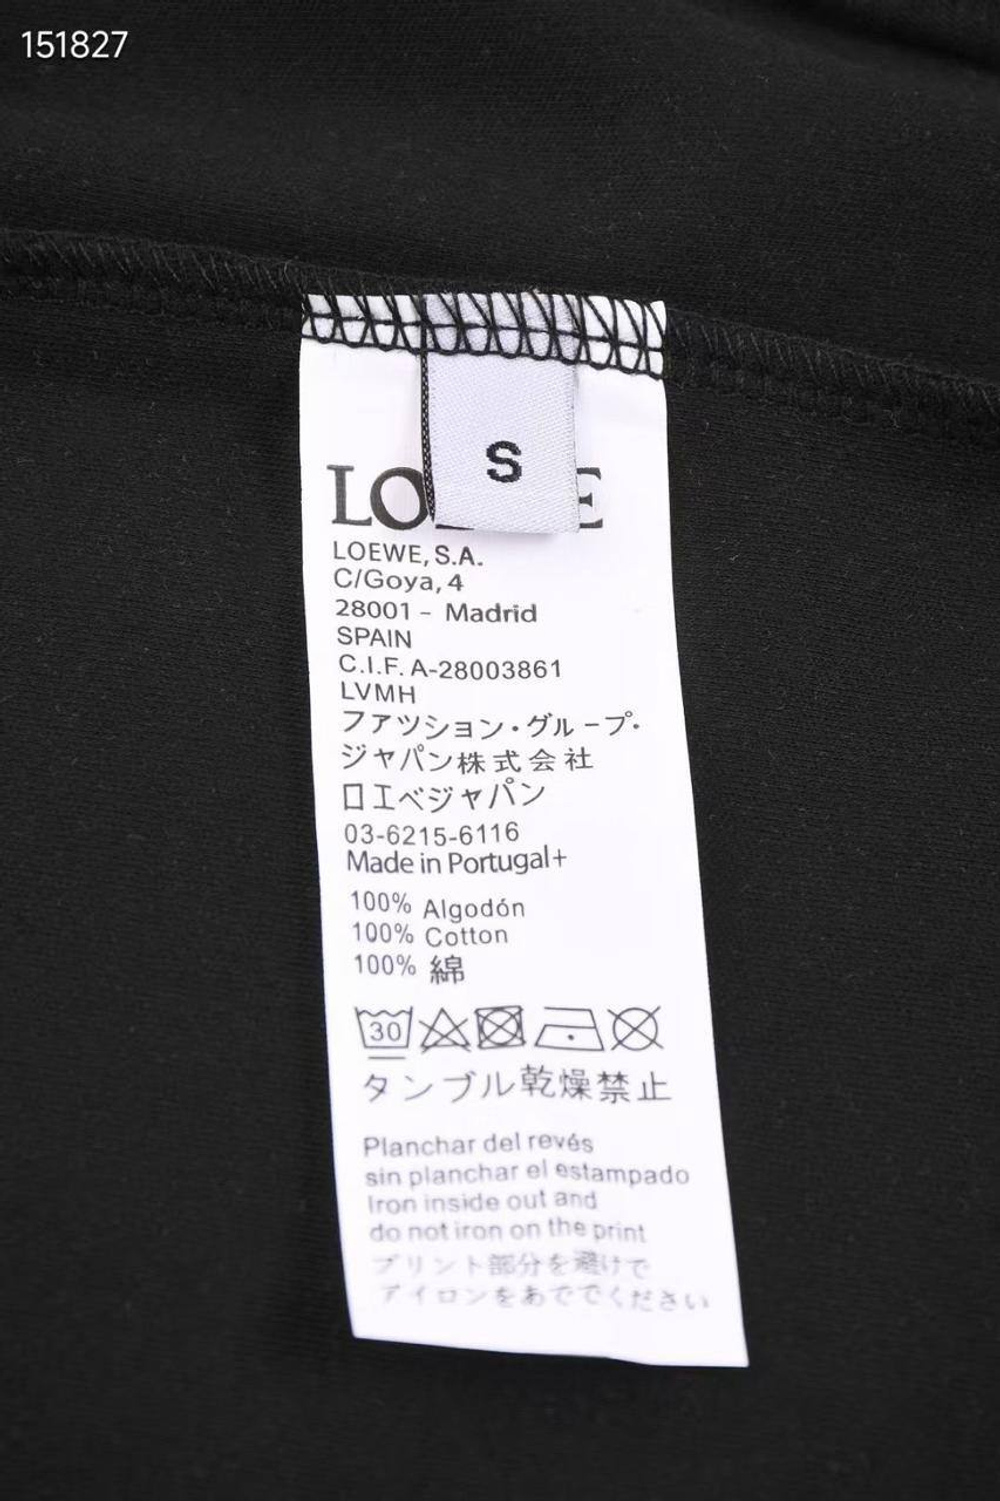 151827
S
LO E
LOEWE, S.A.
C/Goya, 4
28001 - Madrid
SPAIN
C.I.F. A-28003861
LVMH
ファツション・グループ・
ジャパン株式会社
ロエベジャパン
03-6215-6116
Made in Portugal+
100% Algodón
100% Cotton
100% 綿
30
タンブル乾燥禁止
Planchar del revés
sin planchar el estampado
Iron inside out and
do not iron on the print
プリント部分を避けて
アイロンをあててください